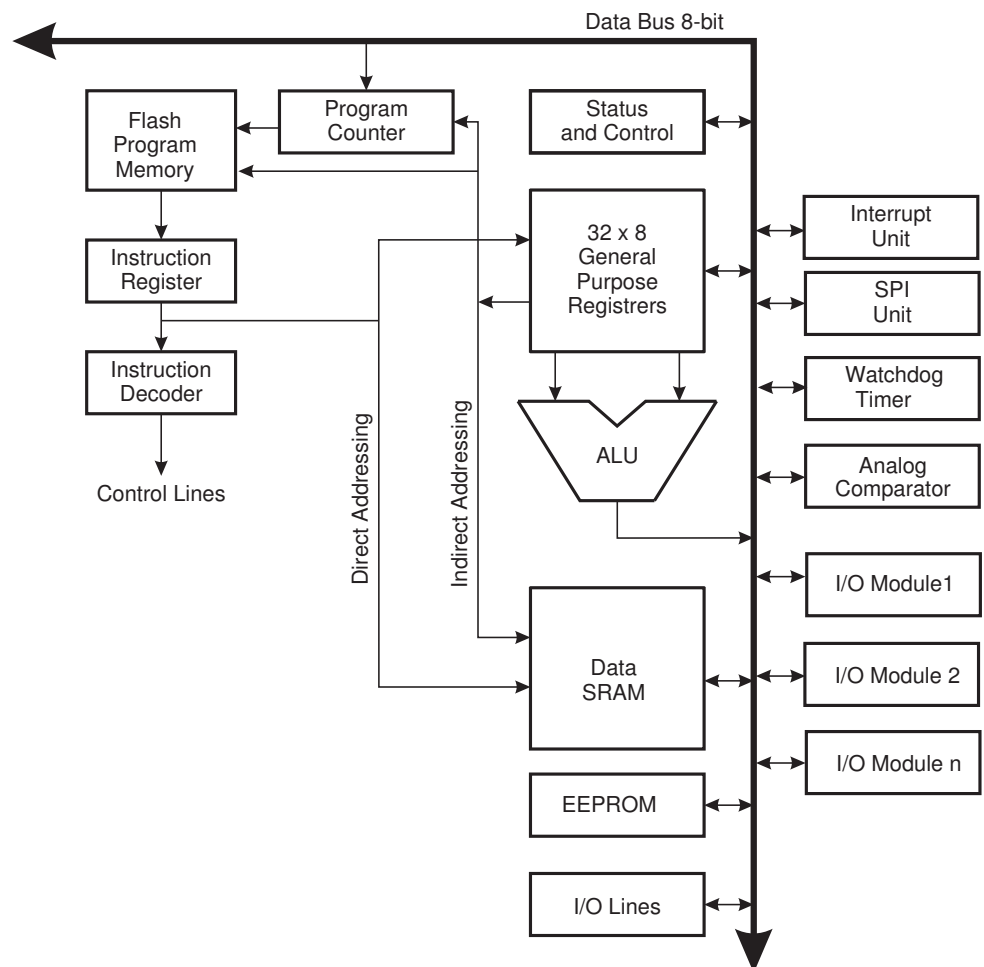 Data Bus 8-bit
Flash
Program
Memory
Program
Counter
Status
and Control
Instruction
Register
32 x 8
General
Purpose
Registrers
Interrupt
Unit
SPI
Unit
Instruction
Decoder
Watchdog
Timer
ALU
Analog
Comparator
Control Lines
Direct Addressing
Indirect Addressing
I/O Module1
Data
SRAM
I/O Module 2
I/O Module n
EEPROM
I/O Lines